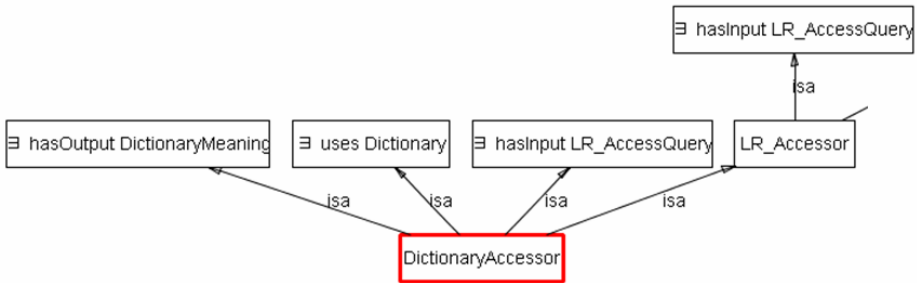 ∃ hasInput LR_AccessQuery
isa
∃ hasOutput DictionaryMeaning
∃ uses Dictionary
∃ hasInput LR_AccessQuery
LR_Accessor
isa
isa
isa
isa
DictionaryAccessor